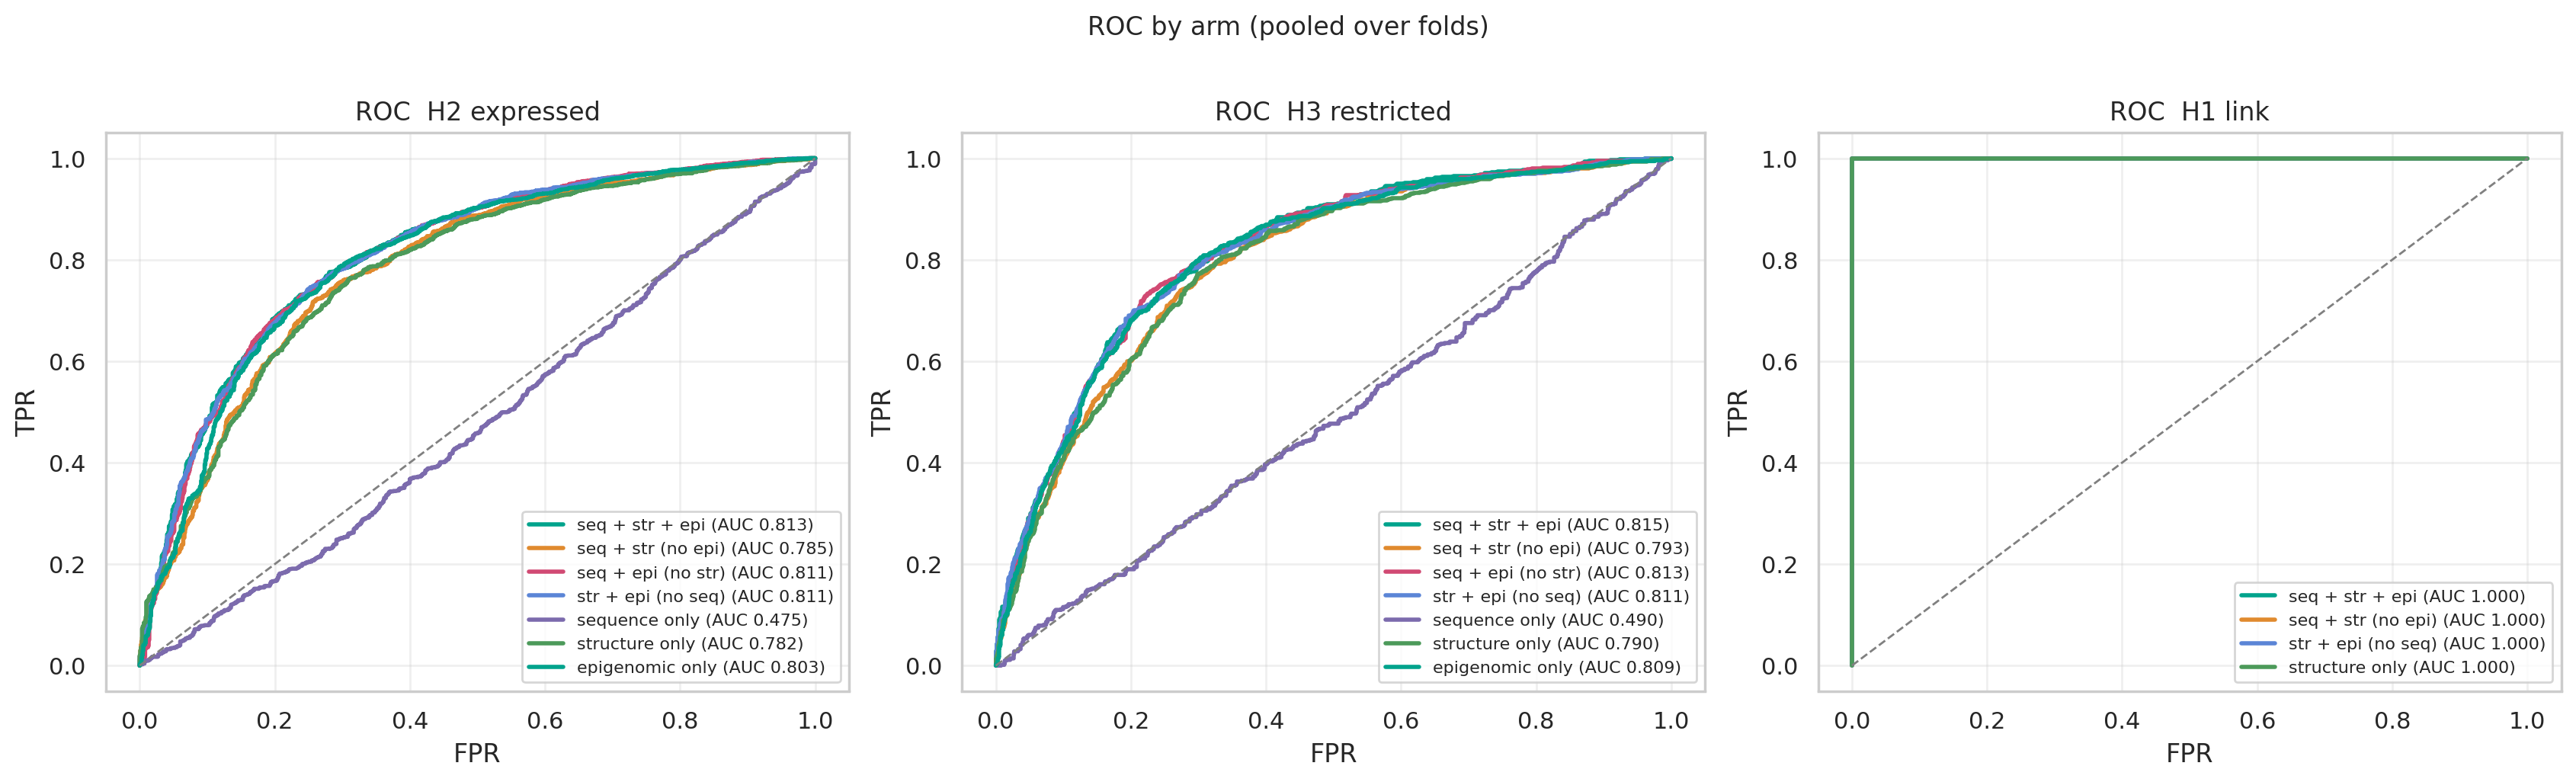 ROC by arm (pooled over folds)
ROC  H2 expressed
1.0
0.8
0.6
0.4
0.2
0.0
TPR
0.0
0.2
0.4
0.6
0.8
1.0
FPR
seq + str + epi (AUC 0.813)
seq + str (no epi) (AUC 0.785)
seq + epi (no str) (AUC 0.811)
str + epi (no seq) (AUC 0.811)
sequence only (AUC 0.475)
structure only (AUC 0.782)
epigenomic only (AUC 0.803)
ROC  H3 restricted
1.0
0.8
0.6
0.4
0.2
0.0
TPR
0.0
0.2
0.4
0.6
0.8
1.0
FPR
seq + str + epi (AUC 0.815)
seq + str (no epi) (AUC 0.793)
seq + epi (no str) (AUC 0.813)
str + epi (no seq) (AUC 0.811)
sequence only (AUC 0.490)
structure only (AUC 0.790)
epigenomic only (AUC 0.809)
ROC  H1 link
1.0
0.8
0.6
0.4
0.2
0.0
TPR
0.0
0.2
0.4
0.6
0.8
1.0
FPR
seq + str + epi (AUC 1.000)
seq + str (no epi) (AUC 1.000)
str + epi (no seq) (AUC 1.000)
structure only (AUC 1.000)